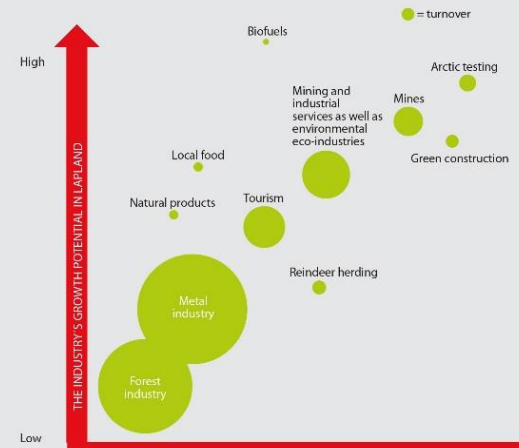 = turnover
Biofuels
High
Arctic testing
Mining and
industrial
services as well as
environmental
eco-industries
Mines
Green construction
Local food
Natural products
Tourism
Reindeer herding
Metal
industry
Forest
industry
THE INDUSTRY'S GROWTH POTENTIAL IN LAPLAND
Low